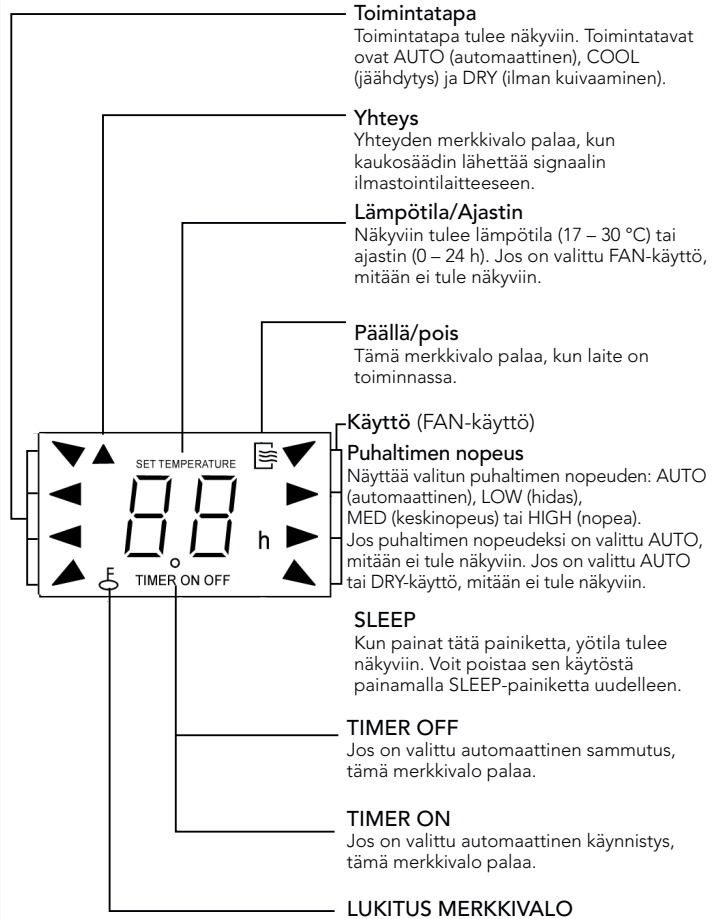 Toimintatapa
Toimintatapa tulee näkyviin. Toimintatavat
ovat AUTO (automaattinen), COOL
(jäähdytys) ja DRY (ilman kuivaaminen).
Yhteys
Yhteyden merkkivalo palaa, kun
kaukosäädin lähettää signaalin
ilmastointilaitteeseen.
Lämpötila/Ajastin
Näkyviin tulee lämpötila (17 – 30 °C) tai
ajastin (0 – 24 h). Jos on valittu FAN-käyttö,
mitään ei tule näkyviin.
Päällä/pois
Tämä merkkivalo palaa, kun laite on
toiminnassa.
Käyttö (FAN-käyttö)
Puhaltimen nopeus
Näyttää valitun puhaltimen nopeuden: AUTO
(automaattinen), LOW (hidas),
MED (keskinopeus) tai HIGH (nopea).
Jos puhaltimen nopeudeksi on valittu AUTO,
mitään ei tule näkyviin. Jos on valittu AUTO
tai DRY-käyttö, mitään ei tule näkyviin.
SET TEMPERATURE
88
h
TIMER ON OFF
SLEEP
Kun painat tätä painiketta, yötila tulee
näkyviin. Voit poistaa sen käytöstä
painamalla SLEEP-painiketta uudelleen.
TIMER OFF
Jos on valittu automaattinen sammutus,
tämä merkkivalo palaa.
TIMER ON
Jos on valittu automaattinen käynnistys,
tämä merkkivalo palaa.
LUKITUS MERKKIVALO